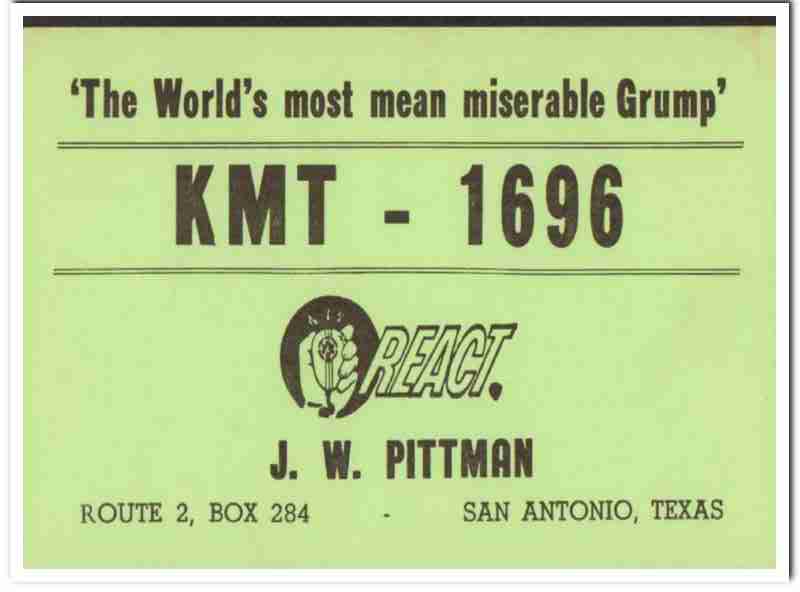 'The World's most mean miserable Grump'
KMT - 1696
REACT.
J. W. PITTMAN
ROUTE 2, BOX 284 - SAN ANTONIO, TEXAS